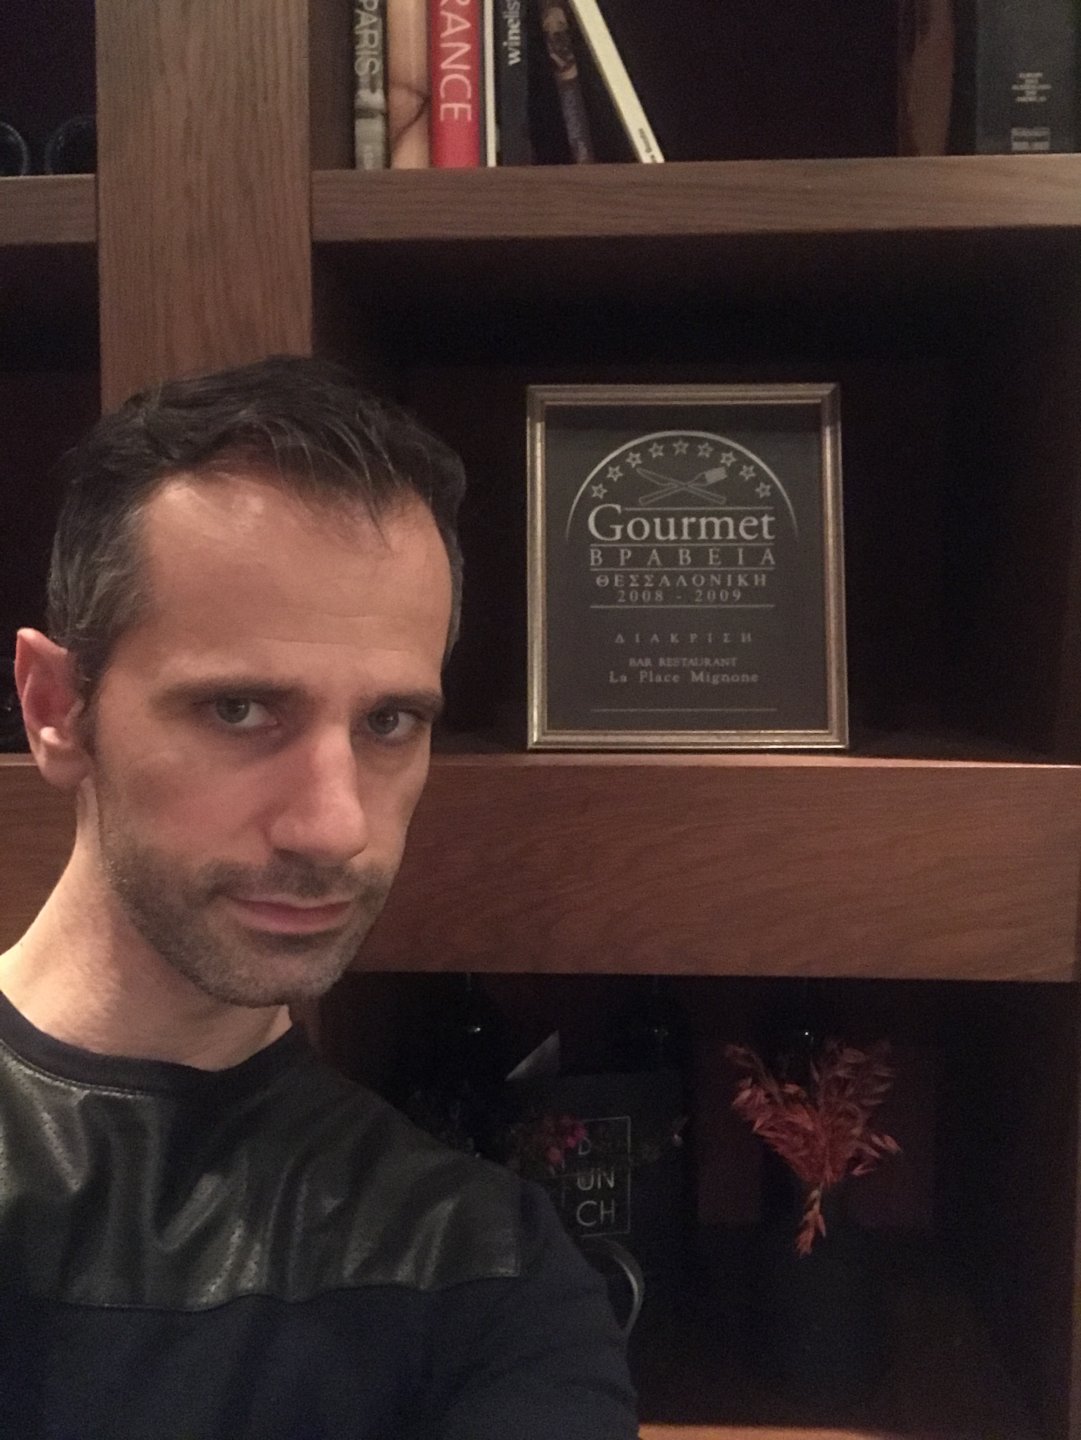 PARIS
RANCE
winelis
Gourmet
ΒΡΑΒΕΙΑ
ΘΕΣΣΑΛΟΝΙΚΗ
2008 - 2009
ΔΙΑΚΡΙΣΗ
BAR RESTAURANT
La Place Mignone
UN
CH